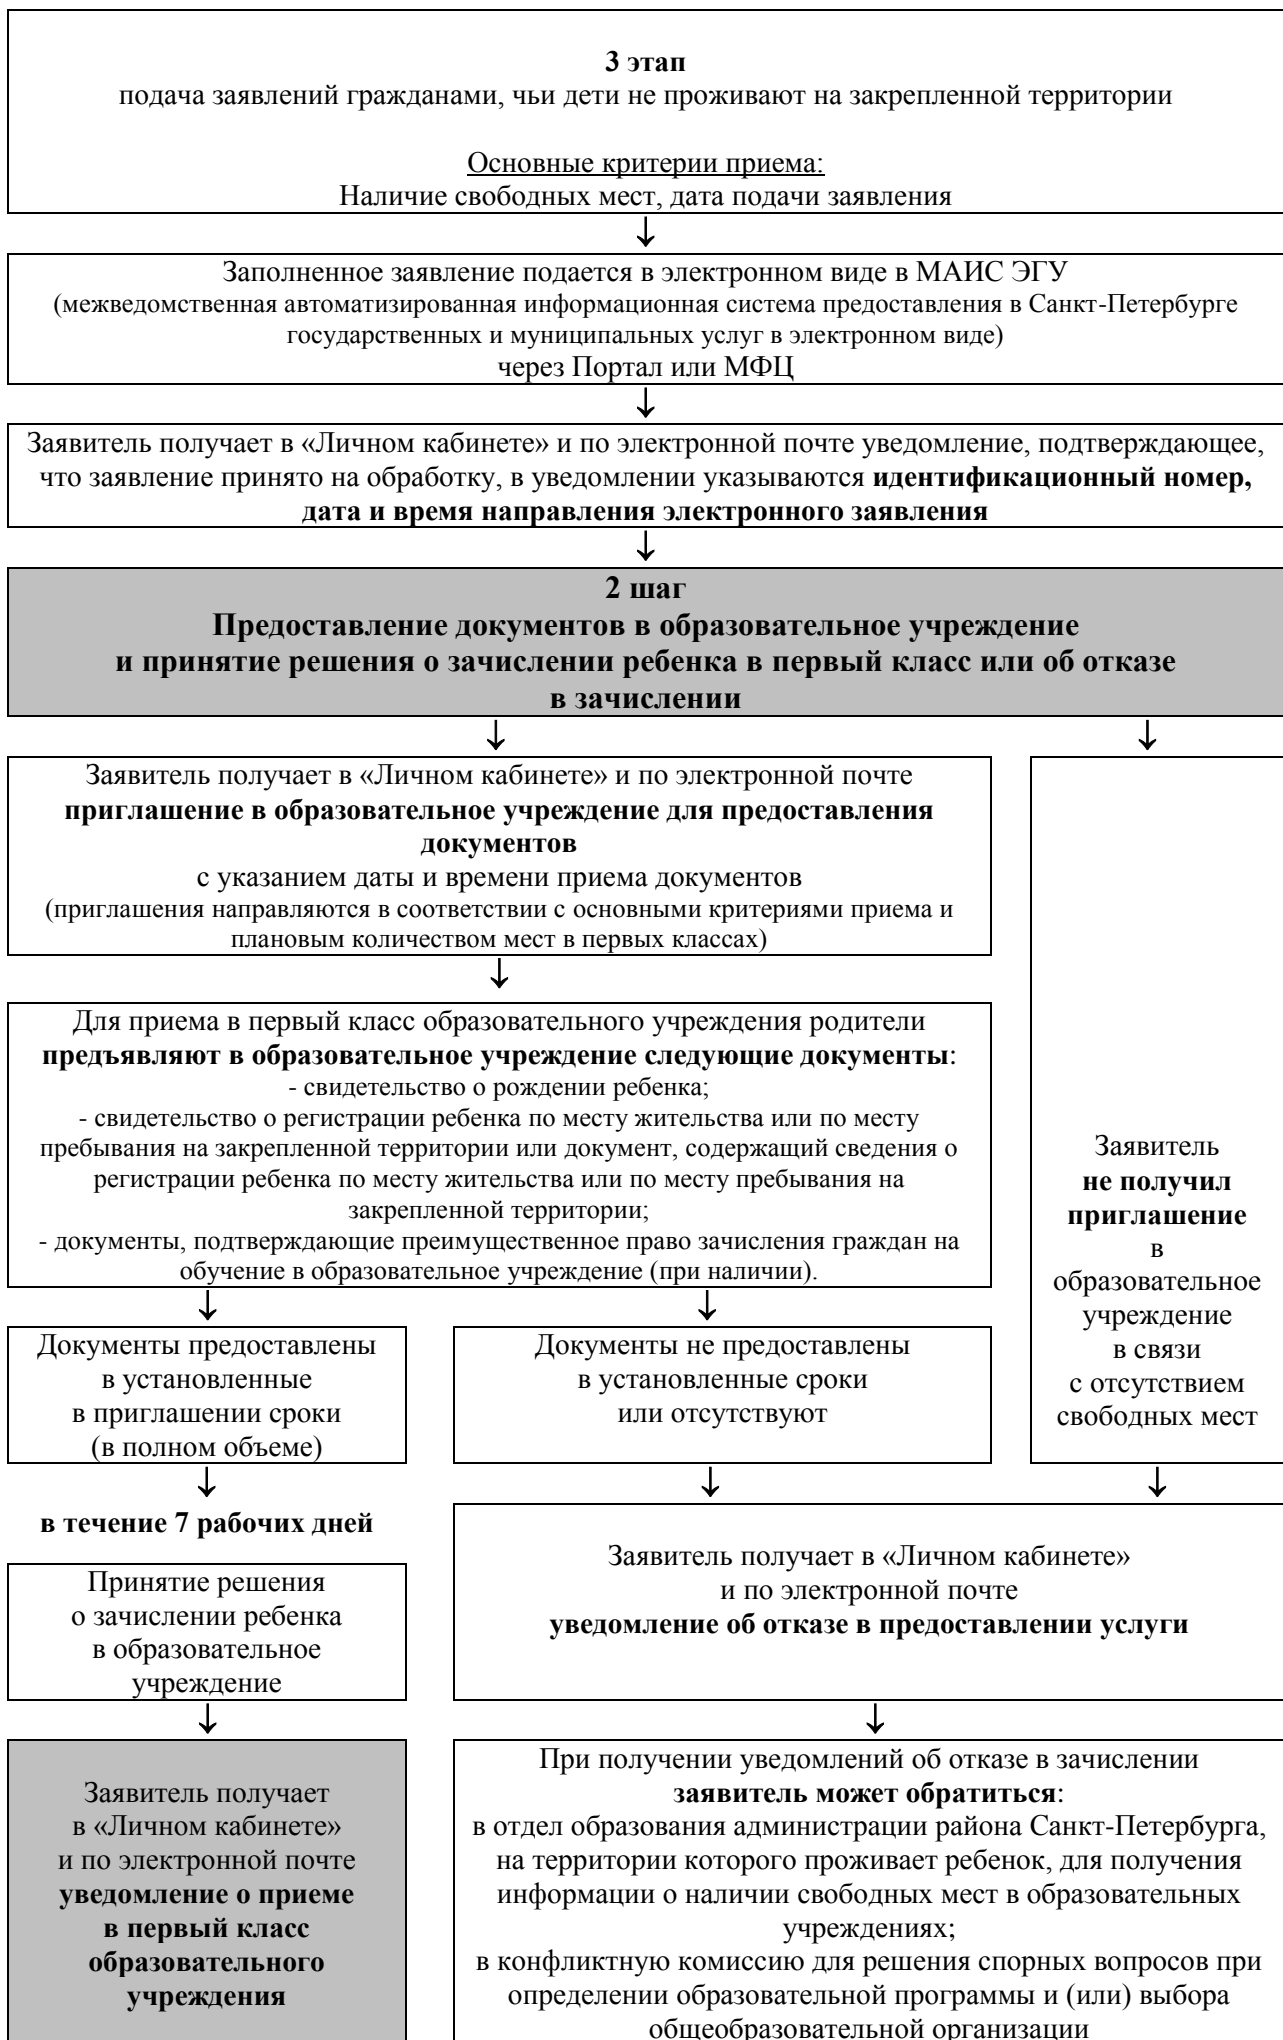 3 этап
подача заявлений гражданами, чьи дети не проживают на закрепленной территории
Основные критерии приема:
Наличие свободных мест, дата подачи заявления
↓
Заполненное заявление подается в электронном виде в МАИС ЭГУ
(межведомственная автоматизированная информационная система предоставления в Санкт-Петербурге
государственных и муниципальных услуг в электронном виде)
через Портал или МФЦ
↓
Заявитель получает в «Личном кабинете» и по электронной почте уведомление, подтверждающее,
что заявление принято на обработку, в уведомлении указываются идентификационный номер,
дата и время направления электронного заявления
↓
2 шаг
Предоставление документов в образовательное учреждение
и принятие решения о зачислении ребенка в первый класс или об отказе
в зачислении
↓ ↓
Заявитель получает в «Личном кабинете» и по электронной почте
приглашение в образовательное учреждение для предоставления
документов
с указанием даты и времени приема документов
(приглашения направляются в соответствии с основными критериями приема и
плановым количеством мест в первых классах)
↓
Для приема в первый класс образовательного учреждения родители
предъявляют в образовательное учреждение следующие документы:
- свидетельство о рождении ребенка;
- свидетельство о регистрации ребенка по месту жительства или по месту
пребывания на закрепленной территории или документ, содержащий сведения о
регистрации ребенка по месту жительства или по месту пребывания на
закрепленной территории;
- документы, подтверждающие преимущественное право зачисления граждан на
обучение в образовательное учреждение (при наличии).
Заявитель
не получил
приглашение
в
образовательное
учреждение
в связи
с отсутствием
свободных мест
↓ ↓
Документы предоставлены
в установленные
в приглашении сроки
(в полном объеме)
Документы не предоставлены
в установленные сроки
или отсутствуют
↓ ↓ ↓
в течение 7 рабочих дней
Принятие решения
о зачислении ребенка
в образовательное
учреждение
Заявитель получает в «Личном кабинете»
и по электронной почте
уведомление об отказе в предоставлении услуги
↓ ↓
Заявитель получает
в «Личном кабинете»
и по электронной почте
уведомление о приеме
в первый класс
образовательного
учреждения
При получении уведомлений об отказе в зачислении
заявитель может обратиться:
в отдел образования администрации района Санкт-Петербурга,
на территории которого проживает ребенок, для получения
информации о наличии свободных мест в образовательных
учреждениях;
в конфликтную комиссию для решения спорных вопросов при
определении образовательной программы и (или) выбора
общеобразовательной организации